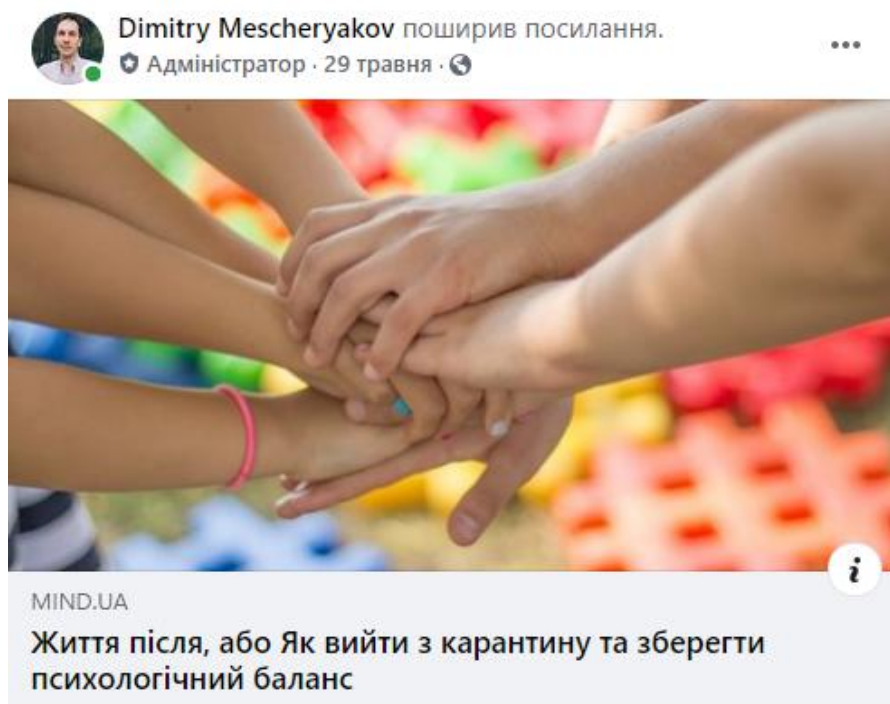 Dimitry Mescheryakov поширив посилання.
Адміністратор · 29 травня ·
MIND.UA
Життя після, або Як вийти з карантину та зберегти
психологічний баланс